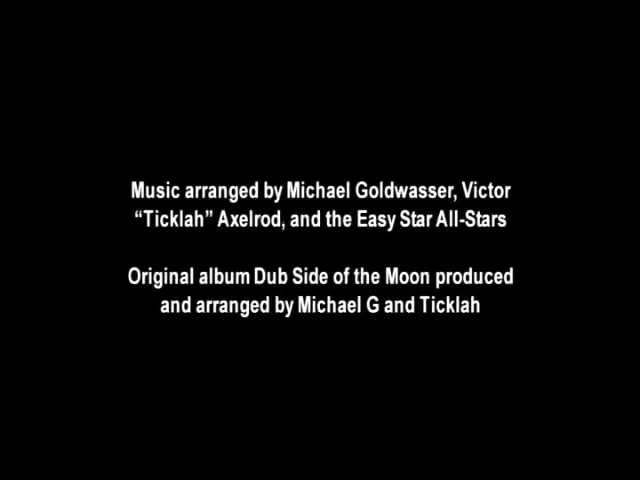 Music arranged by Michael Goldwasser, Victor
“Ticklah” Axelrod, and the Easy Star All-Stars
Original album Dub Side of the Moon produced
and arranged by Michael G and Ticklah